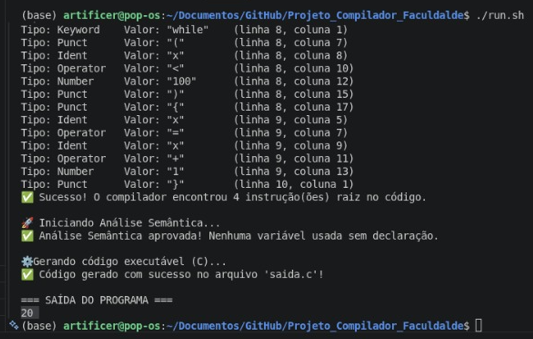 (base) artificer@pop-os:~/Documentos/GitHub/Projeto_Compilador_Faculdalde$ ./run.sh
Tipo: Keyword    Valor: "while"    (linha 8, coluna 1)
Tipo: Punct      Valor: "("        (linha 8, coluna 7)
Tipo: Ident      Valor: "x"        (linha 8, coluna 8)
Tipo: Operator   Valor: "<"        (linha 8, coluna 10)
Tipo: Number     Valor: "100"      (linha 8, coluna 12)
Tipo: Punct      Valor: ")"        (linha 8, coluna 15)
Tipo: Punct      Valor: "{"        (linha 8, coluna 17)
Tipo: Ident      Valor: "x"        (linha 9, coluna 5)
Tipo: Operator   Valor: "="        (linha 9, coluna 7)
Tipo: Ident      Valor: "x"        (linha 9, coluna 9)
Tipo: Operator   Valor: "+"        (linha 9, coluna 11)
Tipo: Number     Valor: "1"        (linha 9, coluna 13)
Tipo: Punct      Valor: "}"        (linha 10, coluna 1)
✅ Sucesso! O compilador encontrou 4 instrução(ões) raiz no código.
🚀 Iniciando Análise Semântica...
✅ Análise Semântica aprovada! Nenhuma variável usada sem declaração.
⚙️Gerando código executável (C)...
✅ Código gerado com sucesso no arquivo 'saida.c'!
=== SAÍDA DO PROGRAMA ===
20
(base) artificer@pop-os:~/Documentos/GitHub/Projeto_Compilador_Faculdalde$